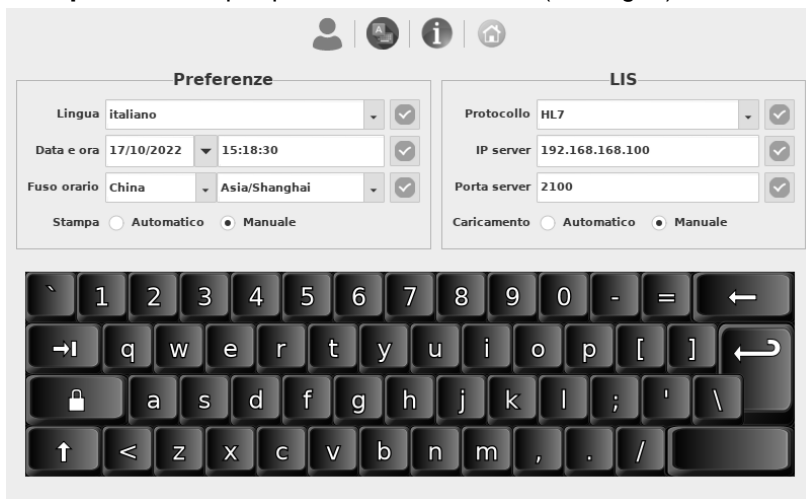 Preferenze
Lingua italiano
Data e ora 17/10/2022 15:18:30
Fuso orario China Asia/Shanghai
Stampa Automatico Manuale
LIS
Protocollo HL7
IP server 192.168.168.100
Porta server 2100
Caricamento Automatico Manuale
` 1 2 3 4 5 6 7 8 9 0 - =
q w e r t y u i o p [ ]
a s d f g h j k l ; ' \
< z x c v b n m , . /